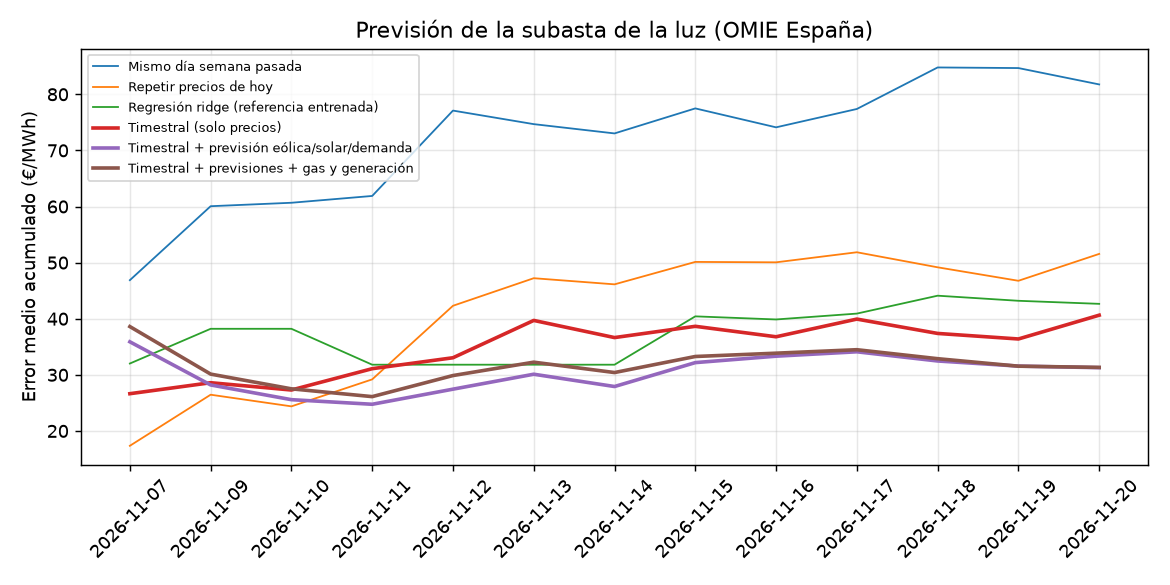 Previsión de la subasta de la luz (OMIE España)
Error medio acumulado (€/MWh)
80
70
60
50
40
30
20
Mismo día semana pasada
Repetir precios de hoy
Regresión ridge (referencia entrenada)
Timestral (solo precios)
Timestral + previsión eólica/solar/demanda
Timestral + previsiones + gas y generación
2026-11-07
2026-11-09
2026-11-10
2026-11-11
2026-11-12
2026-11-13
2026-11-14
2026-11-15
2026-11-16
2026-11-17
2026-11-18
2026-11-19
2026-11-20